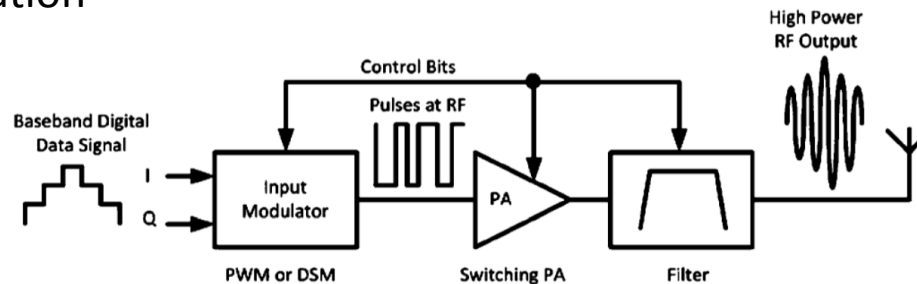 High Power
RF Output
Control Bits
Pulses at RF
Baseband Digital
Data Signal
I
Q
Input
Modulator
PA
PWM or DSM
Switching PA
Filter